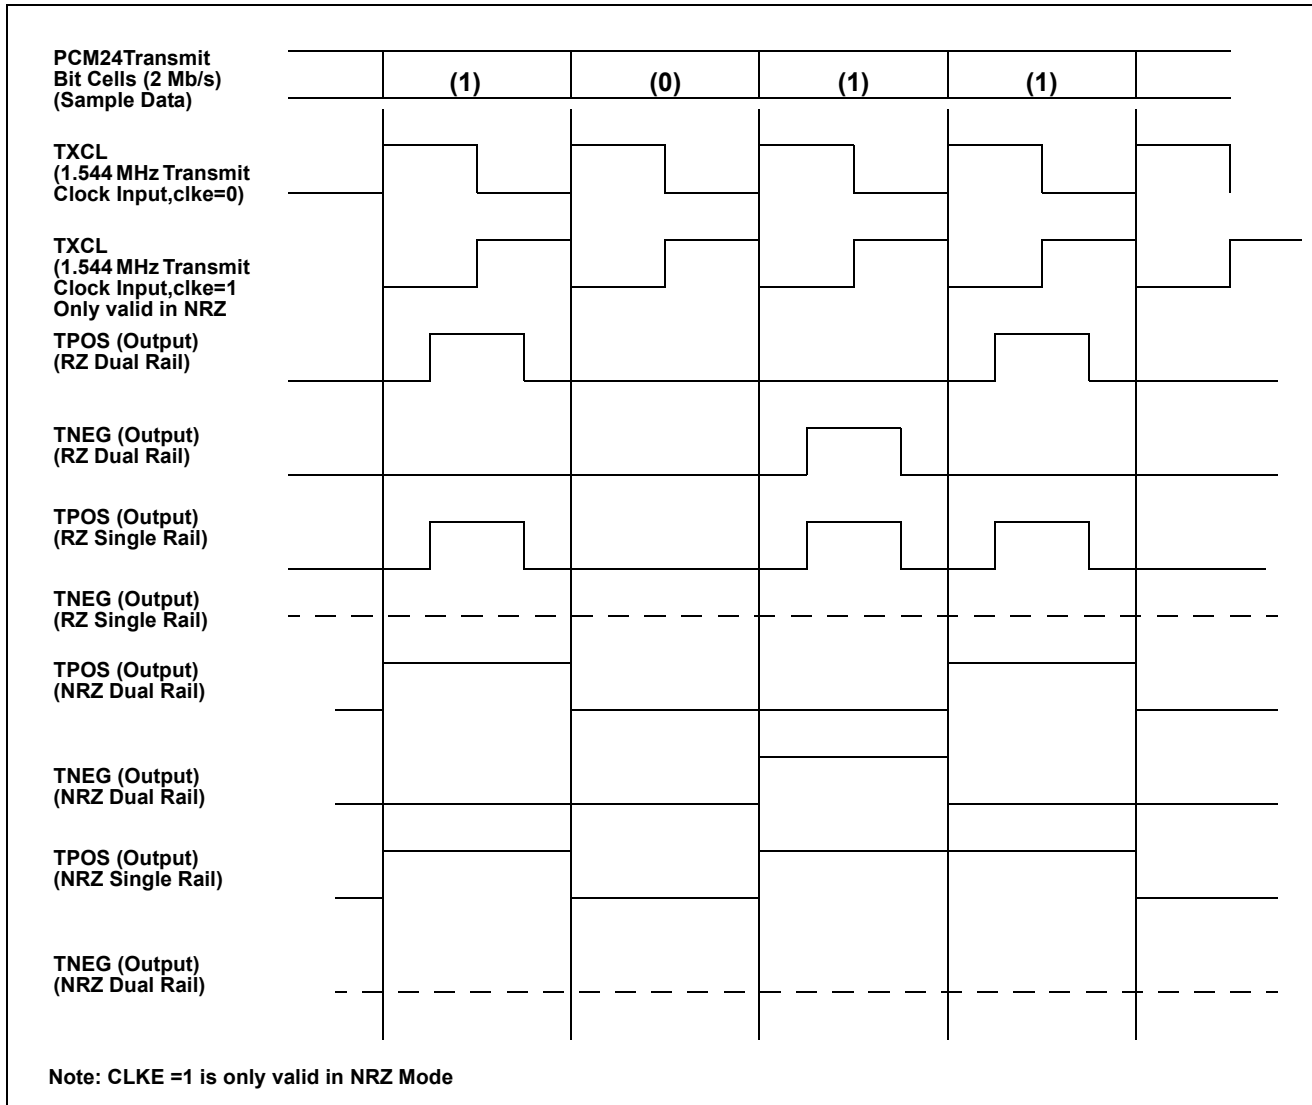 PCM24Transmit
Bit Cells (2 Mb/s)
(Sample Data)
(1) (0) (1) (1)
TXCL
(1.544 MHz Transmit
Clock Input,clke=0)
TXCL
(1.544 MHz Transmit
Clock Input,clke=1
Only valid in NRZ
TPOS (Output)
(RZ Dual Rail)
TNEG (Output)
(RZ Dual Rail)
TPOS (Output)
(RZ Single Rail)
TNEG (Output)
(RZ Single Rail)
TPOS (Output)
(NRZ Dual Rail)
TNEG (Output)
(NRZ Dual Rail)
TPOS (Output)
(NRZ Single Rail)
TNEG (Output)
(NRZ Dual Rail)
Note: CLKE =1 is only valid in NRZ Mode